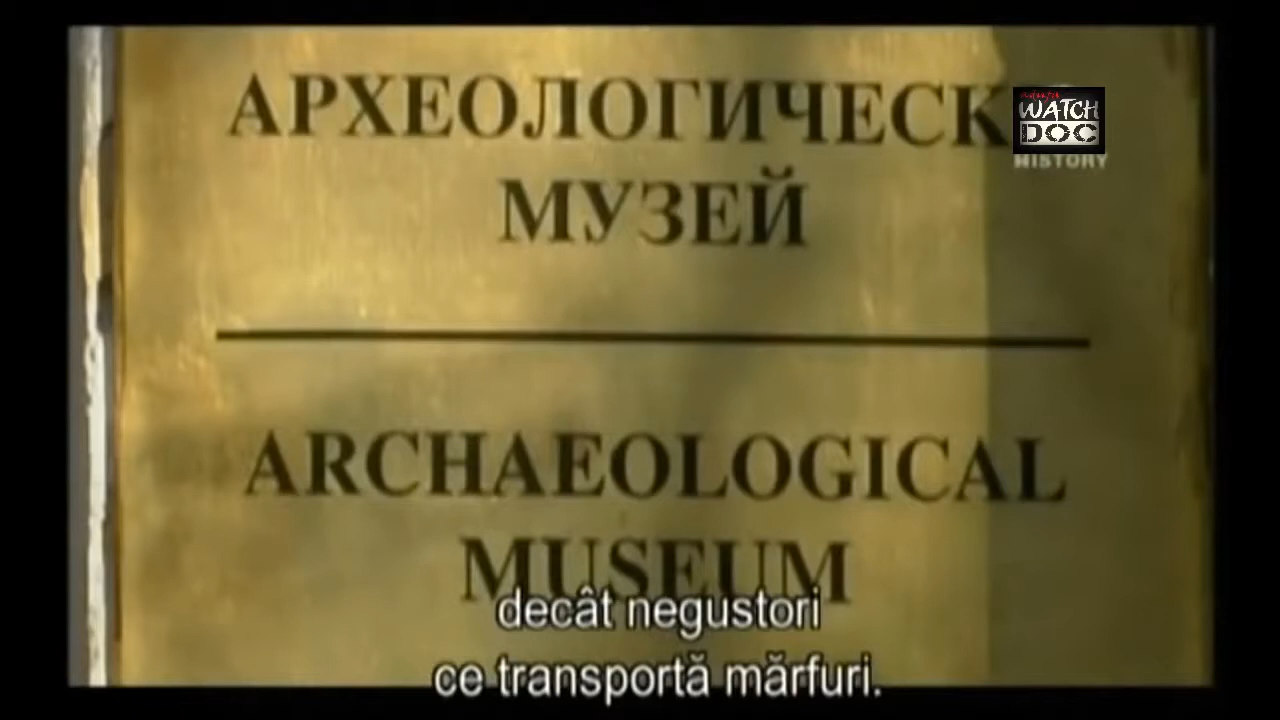 АРХЕОЛОГИЧЕСК
МУЗЕЙ
WATCH
DOC
HISTORY
ARCHAEOLOGICAL
MUSEUM
decât negustori
ce transportă mărfuri.